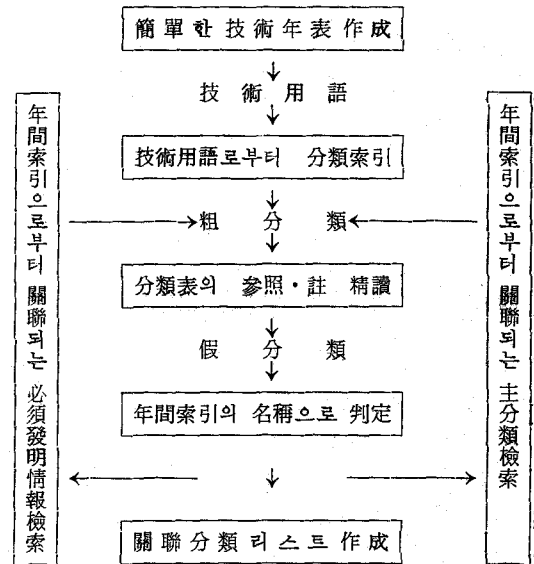 簡單한 技術年表作成
技 術 用 語
技術用語로부터 分類索引
粗 分 類
分類表의 參照・註 精讀
假 分 類
年間索引의 名稱으로 判定
關聯分類 리스트 作成
年間索引으로부터 關聯되는 必須發明情報檢索
年間索引으로부터 關聯되는 主分類檢索